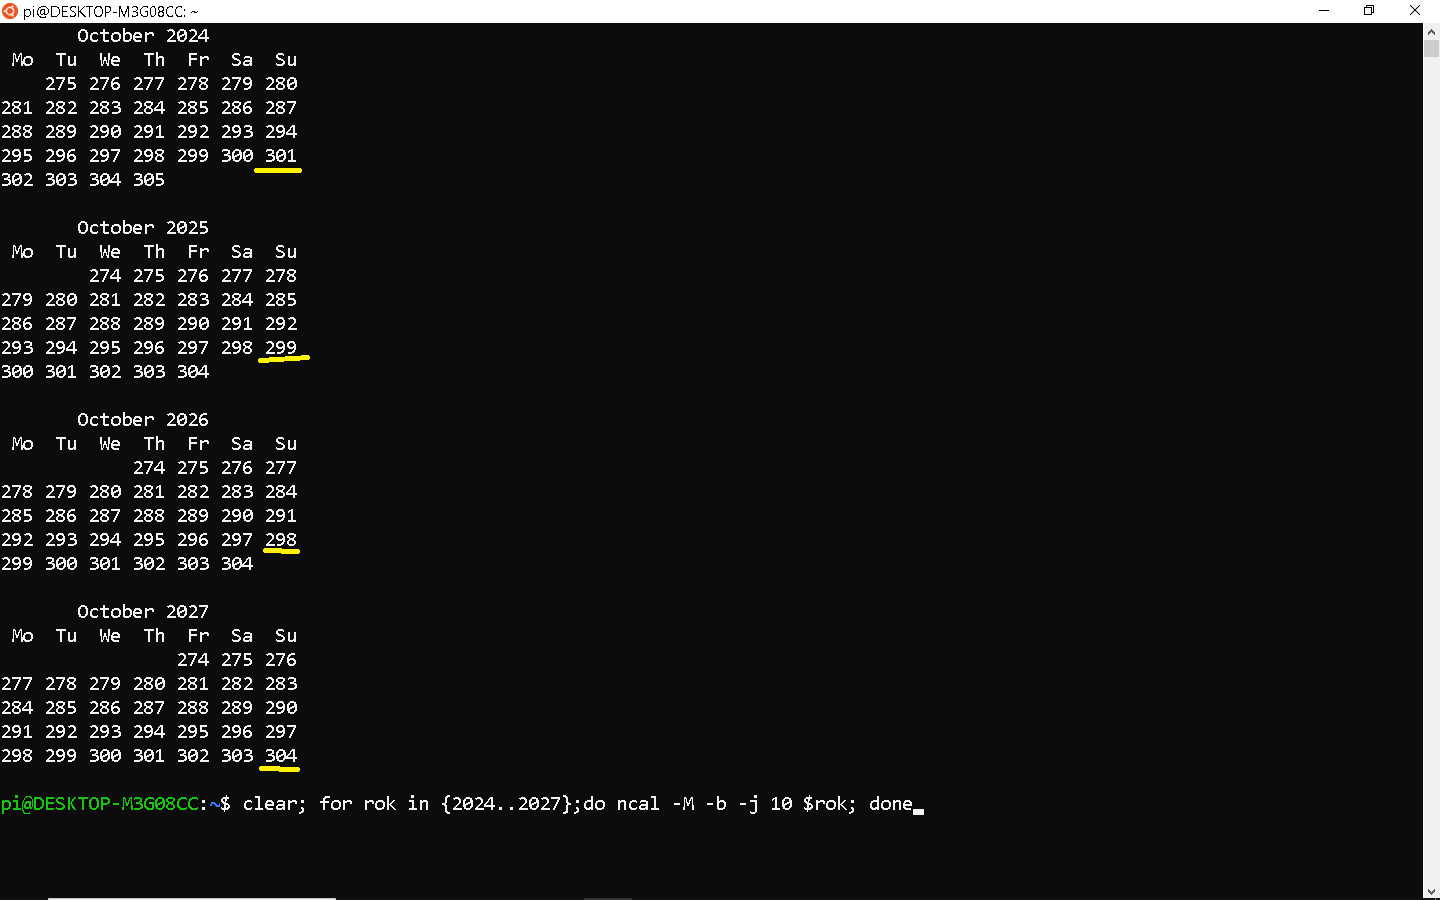 pi@DESKTOP-M3G08CC: ~
October 2024
Mo Tu We Th Fr Sa Su
275 276 277 278 279 280
281 282 283 284 285 286 287
288 289 290 291 292 293 294
295 296 297 298 299 300 301
302 303 304 305
October 2025
Mo Tu We Th Fr Sa Su
274 275 276 277 278
279 280 281 282 283 284 285
286 287 288 289 290 291 292
293 294 295 296 297 298 299
300 301 302 303 304
October 2026
Mo Tu We Th Fr Sa Su
274 275 276 277
278 279 280 281 282 283 284
285 286 287 288 289 290 291
292 293 294 295 296 297 298
299 300 301 302 303 304
October 2027
Mo Tu We Th Fr Sa Su
274 275 276
277 278 279 280 281 282 283
284 285 286 287 288 289 290
291 292 293 294 295 296 297
298 299 300 301 302 303 304
pi@DESKTOP-M3G08CC:~$ clear; for rok in {2024..2027};do ncal -M -b -j 10 $rok; done